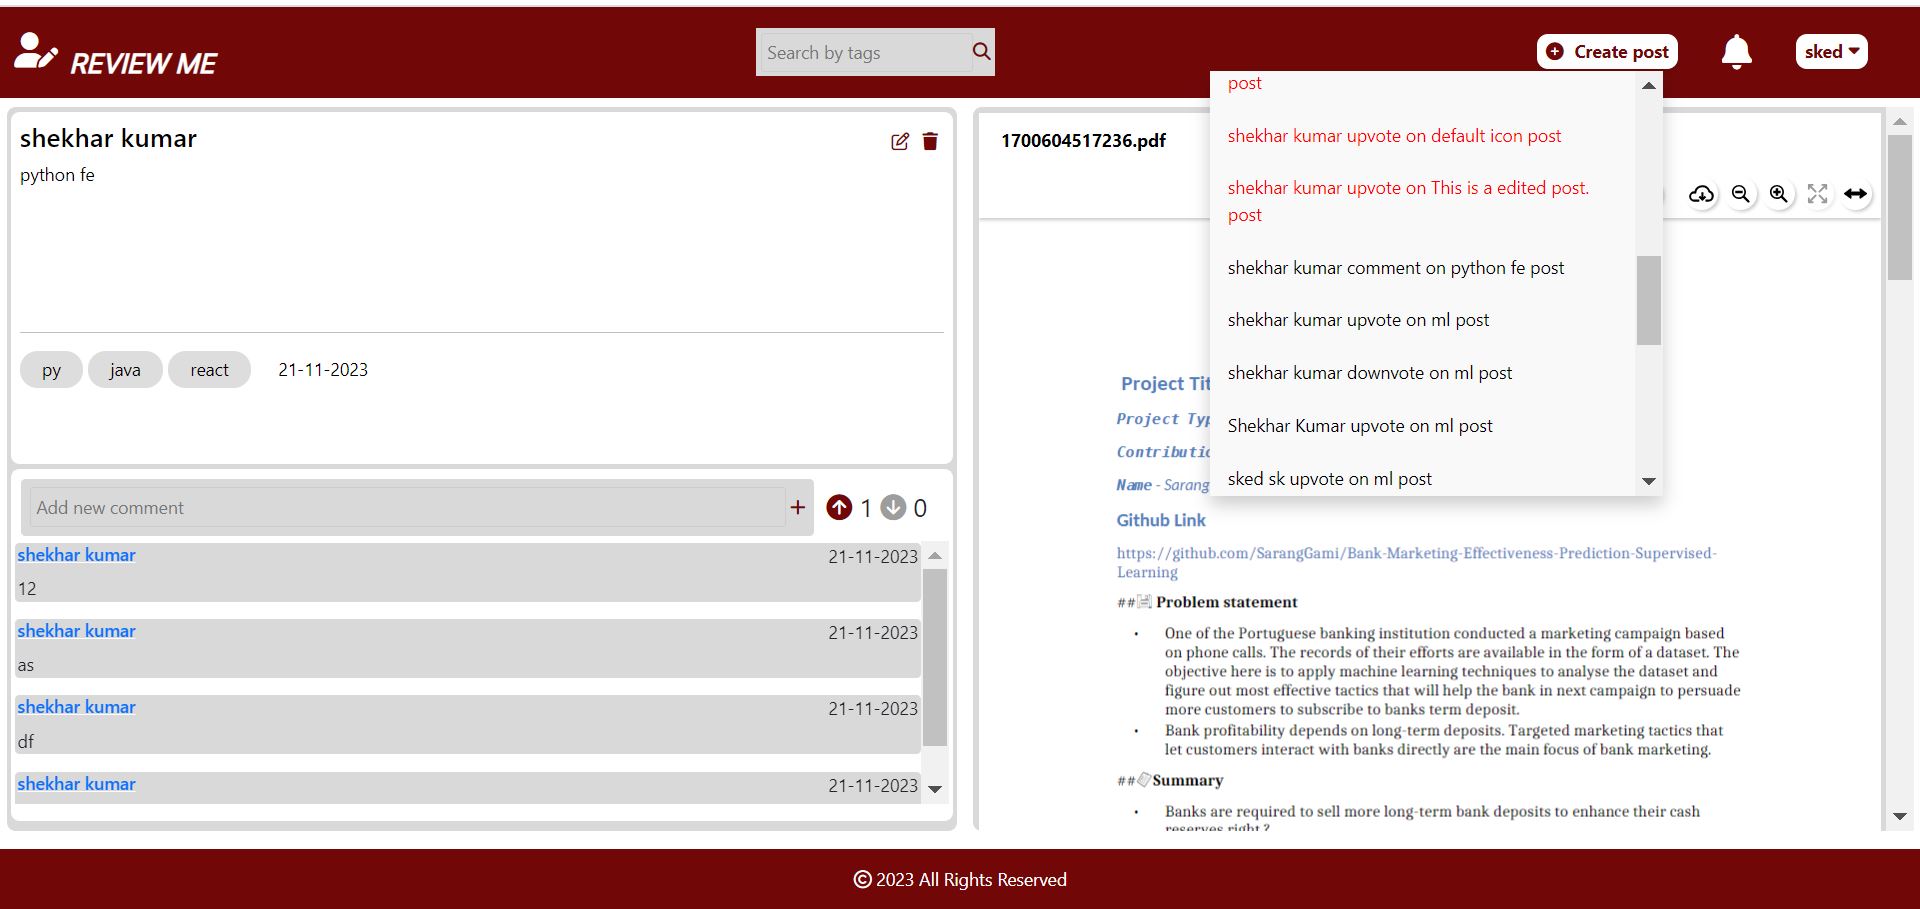 REVIEW ME
Search by tags
Create post
sked
post
shekhar kumar upvote on default icon post
shekhar kumar upvote on This is a edited post.
post
shekhar kumar comment on python fe post
shekhar kumar upvote on ml post
shekhar kumar downvote on ml post
Shekhar Kumar upvote on ml post
sked sk upvote on ml post
shekhar kumar
python fe
py java react 21-11-2023
Add new comment
1 0
shekhar kumar 21-11-2023
12
shekhar kumar 21-11-2023
as
shekhar kumar 21-11-2023
df
shekhar kumar 21-11-2023
1700604517236.pdf
Project Tit
Project Typ
Contributio
Name - Sarang
Github Link
https://github.com/SarangGami/Bank-Marketing-Effectiveness-Prediction-Supervised-
Learning
## Problem statement
• One of the Portuguese banking institution conducted a marketing campaign based
on phone calls. The records of their efforts are available in the form of a dataset. The
objective here is to apply machine learning techniques to analyse the dataset and
figure out most effective tactics that will help the bank in next campaign to persuade
more customers to subscribe to banks term deposit.
• Bank profitability depends on long-term deposits. Targeted marketing tactics that
let customers interact with banks directly are the main focus of bank marketing.
## Summary
• Banks are required to sell more long-term bank deposits to enhance their cash
reserves right ?
© 2023 All Rights Reserved